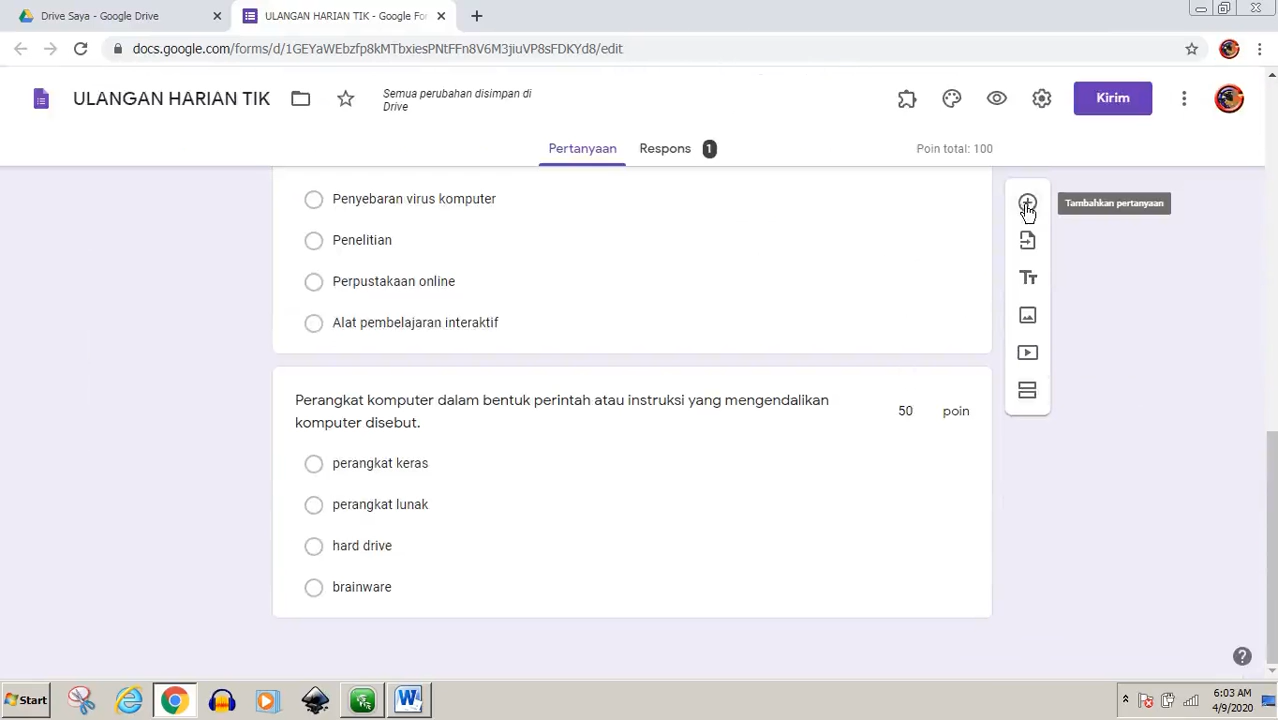 Drive Saya - Google Drive
ULANGAN HARIAN TIK - Google For
docs.google.com/forms/d/1GEYaWEbzfp8kMTbxiesPNtFFn8V6M3jiuVP8sFDKYd8/edit
ULANGAN HARIAN TIK
Semua perubahan disimpan di
Drive
Kirim
Pertanyaan
Respons
1
Poin total: 100
Penyebaran virus komputer
Tambahkan pertanyaan
Penelitian
Perpustakaan online
Alat pembelajaran interaktif
Perangkat komputer dalam bentuk perintah atau instruksi yang mengendalikan
komputer disebut.
50 poin
perangkat keras
perangkat lunak
hard drive
brainware
Start
6:03 AM
4/9/2020